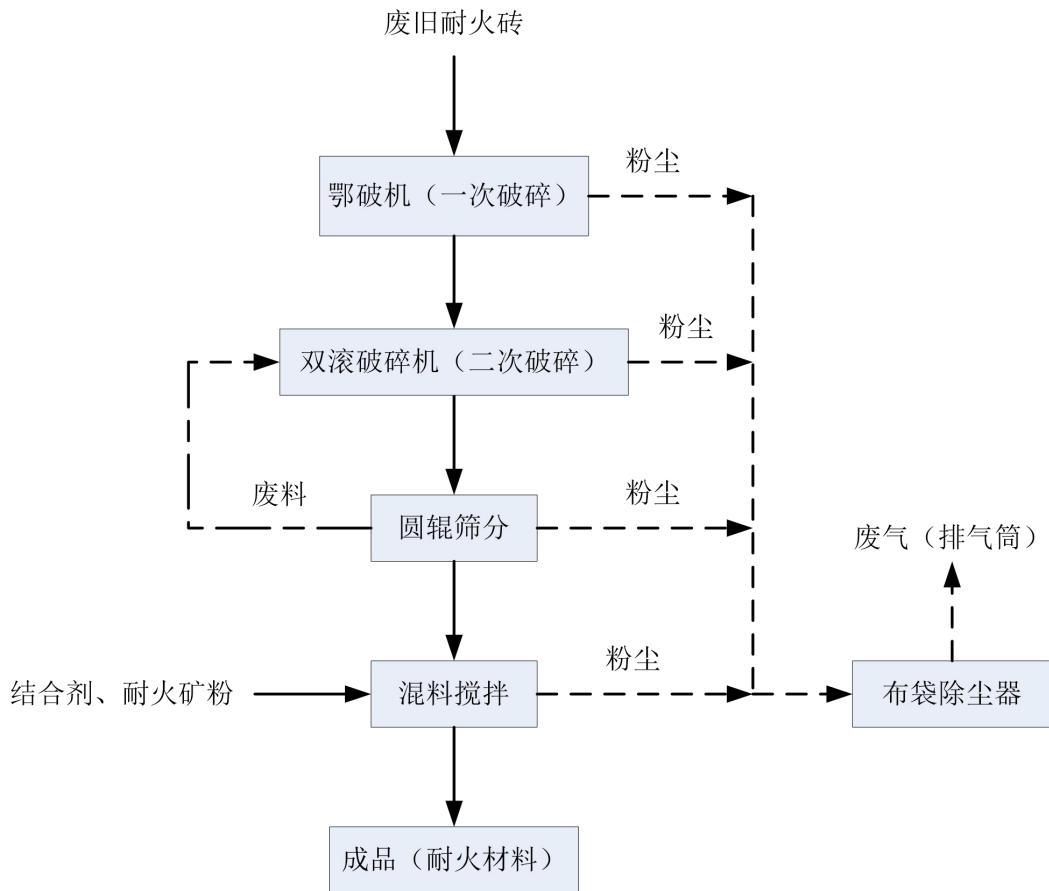 废旧耐火砖
粉尘
鄂破机（一次破碎）
粉尘
双滚破碎机（二次破碎）
废料
粉尘
圆辊筛分
废气（排气筒）
粉尘
结合剂、耐火矿粉
混料搅拌
布袋除尘器
成品（耐火材料）